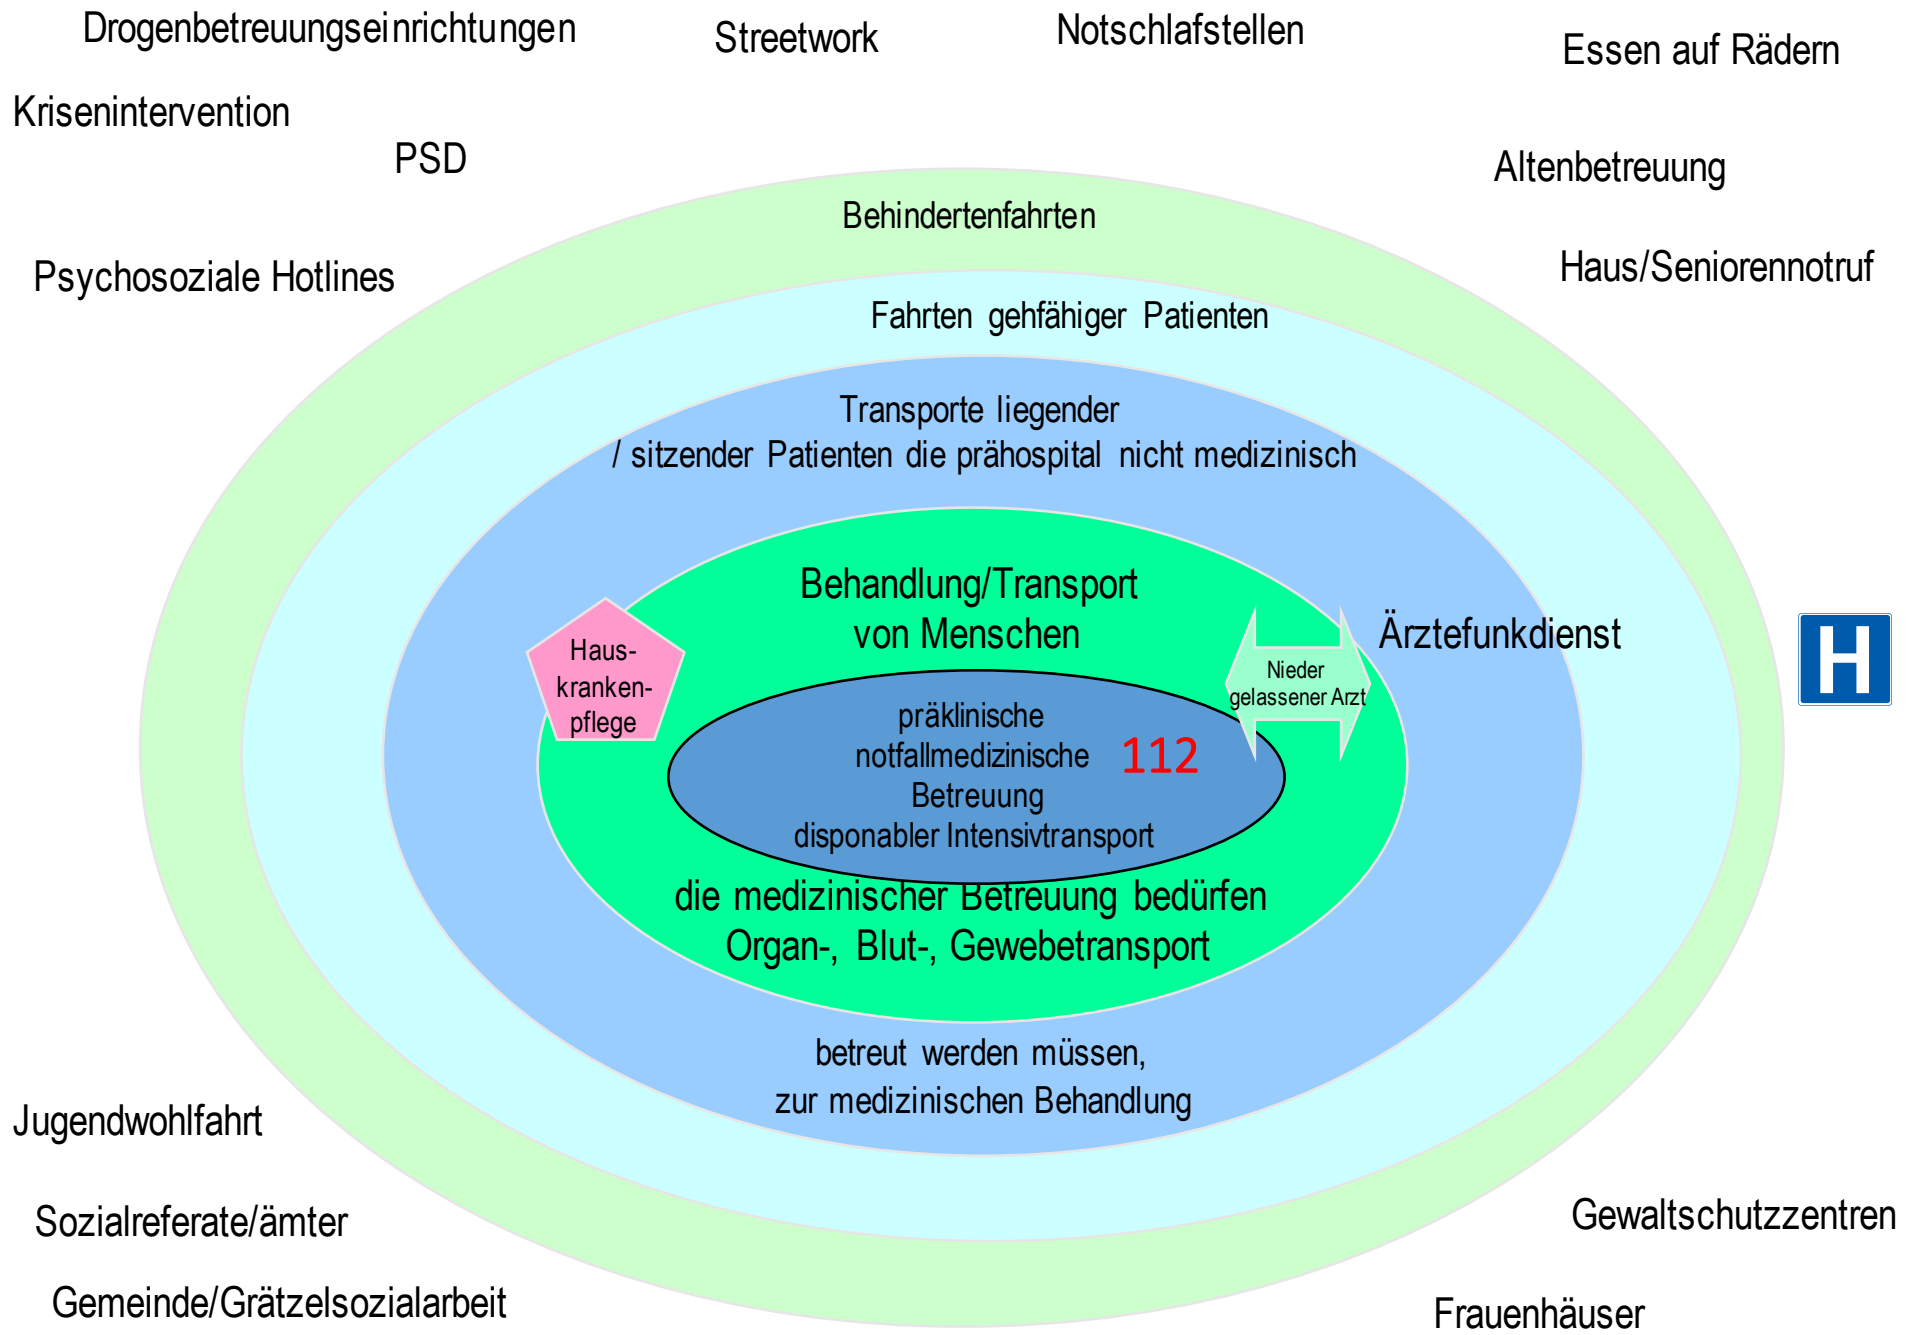 Drogenbetreuungseinrichtungen
Streetwork
Notschlafstellen
Essen auf Rädern
Krisenintervention
PSD
Altenbetreuung
Behindertenfahrten
Psychosoziale Hotlines
Haus/Seniorennotruf
Fahrten gehfähiger Patienten
Transporte liegender
/ sitzender Patienten die prähospital nicht medizinisch
Behandlung/Transport
von Menschen
Haus-
kranken-
pflege
Ärztefunkdienst
Nieder
gelassener Arzt
H
präklinische
notfallmedizinische
112
Betreuung
disponabler Intensivtransport
die medizinischer Betreuung bedürfen
Organ-, Blut-, Gewebetransport
betreut werden müssen,
zur medizinischen Behandlung
Jugendwohlfahrt
Sozialreferate/ämter
Gewaltschutzzentren
Gemeinde/Grätzelsozialarbeit
Frauenhäuser